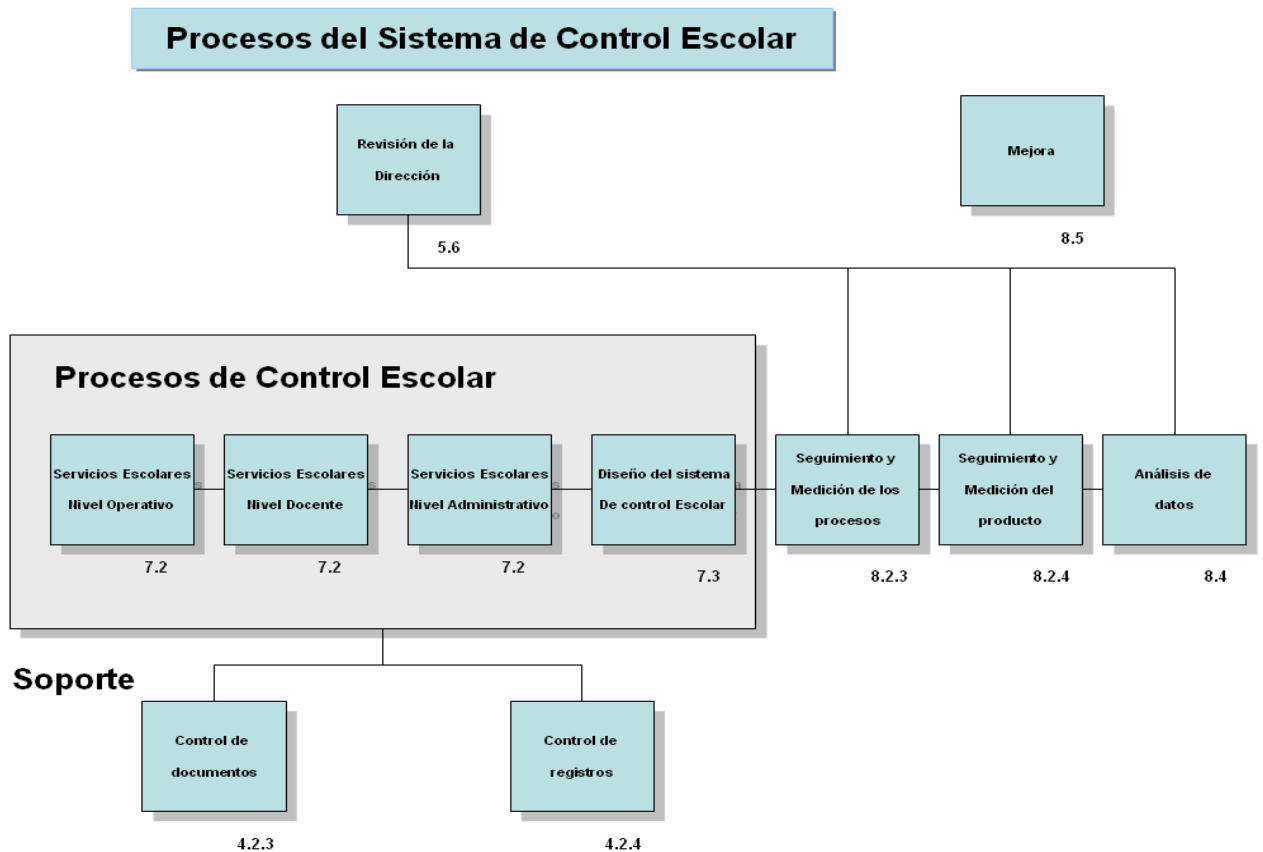 Procesos del Sistema de Control Escolar
Revisión de la
Dirección
5.6
Mejora
8.5
Procesos de Control Escolar
Servicios Escolares
Nivel Operativo
7.2
Servicios Escolares
Nivel Docente
7.2
Servicios Escolares
Nivel Administrativo
7.2
Diseño del sistema
De control Escolar
7.3
Seguimiento y
Medición de los
procesos
8.2.3
Seguimiento y
Medición del
producto
8.2.4
Análisis de
datos
8.4
Soporte
Control de
documentos
4.2.3
Control de
registros
4.2.4